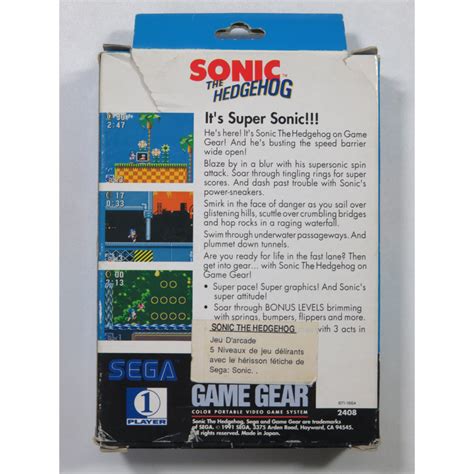 SONIC
THE
HEDGEHOG
It's Super Sonic!!!
He's here! It's Sonic The Hedgehog on Game
Gear! And he's busting the speed barrier
wide open!
Blaze by in a blur with his supersonic spin
attack. Soar through tingling rings for super
scores. And dash past trouble with Sonic's
power-sneakers.
Smirk in the face of danger as you sail over
glistening hills, scuttle over crumbling bridges
and hop rocks in a raging waterfall.
Swim through underwater passageways. And
plummet down tunnels.
Are you ready for life in the fast lane? Then
get into gear... with Sonic The Hedgehog on
Game Gear!
• Super pace! Super graphics! And Sonic's
super attitude!
• Soar through BONUS LEVELS brimming
with springs, bumpers, flippers and more.
with 3 acts in
SONIC THE HEDGEHOG
Jeu D'arcade
5 Niveaux de jeu délirants
avec le hérisson fétiche de
Sega: Sonic.
2:47
0:33
2:13
SEGA
1
PLAYER
GAME GEAR
COLOR PORTABLE VIDEO GAME SYSTEM
2408
Sonic The Hedgehog, Sega and Game Gear are trademarks
of SEGA. © 1991 SEGA, 3375 Arden Road, Hayward, CA 94545.
All rights reserved. Made in Japan.